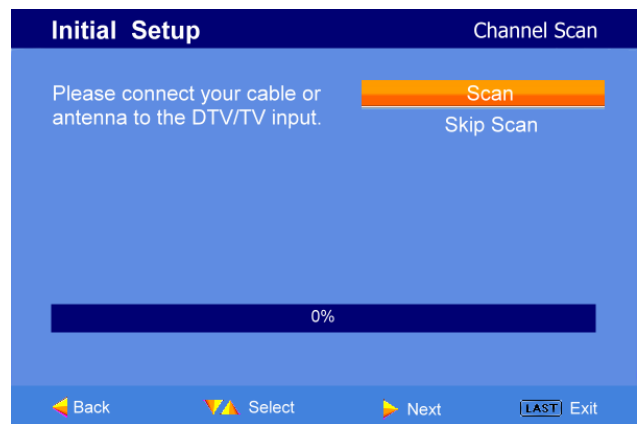 Initial Setup
Channel Scan
Please connect your cable or
antenna to the DTV/TV input.
Scan
Skip Scan
0%
Back
Select
Next
LAST Exit